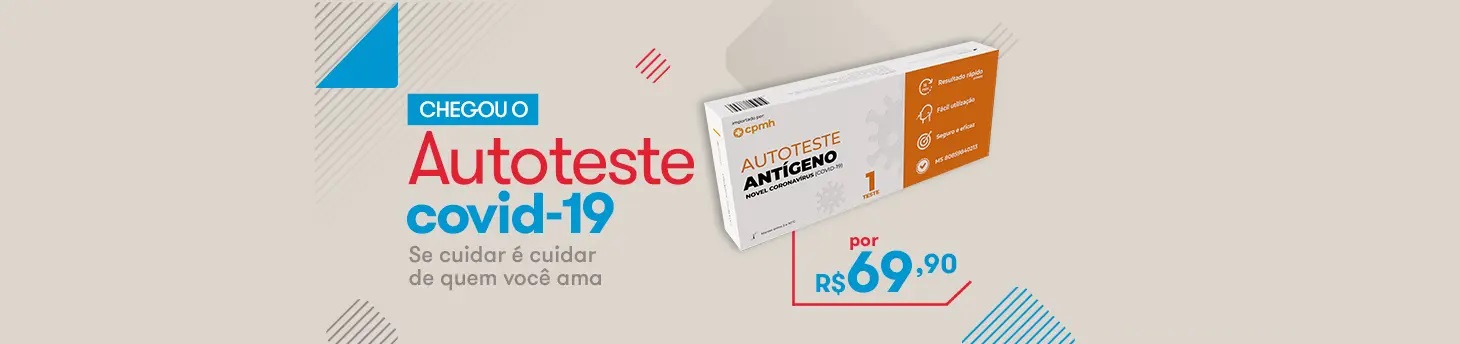 CHEGOU O
Autoteste
covid-19
Se cuidar é cuidar
de quem você ama
importado por:
cpmh
AUTOTESTE
ANTÍGENO
NOVEL CORONAVÍRUS (COVID-19)
1
TESTE
Resultado rápido
Fácil utilização
Segura e eficaz
por
R$69,90